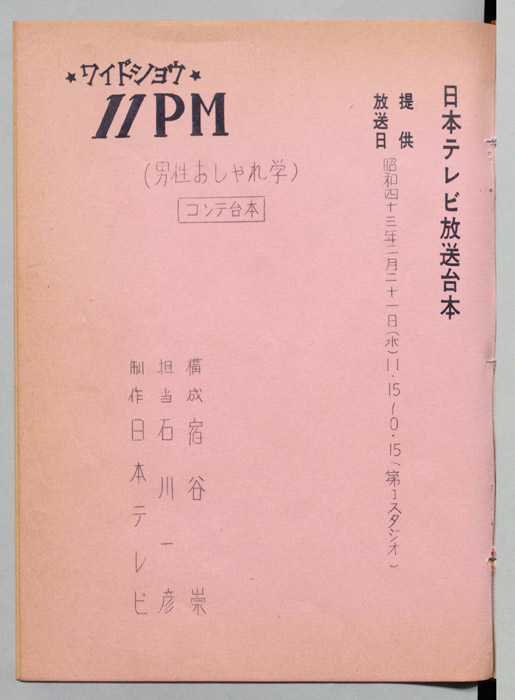 日本テレビ放送台本
提供
放送日 昭和四十三年二月二十一日(水)11.15〜0.15(第1スタジオ)
★ワイドショウ★
11PM
(男性おしゃれ学)
コンテ台本
構成 宿谷 崇
担当 石川一彦
制作 日本テレビ